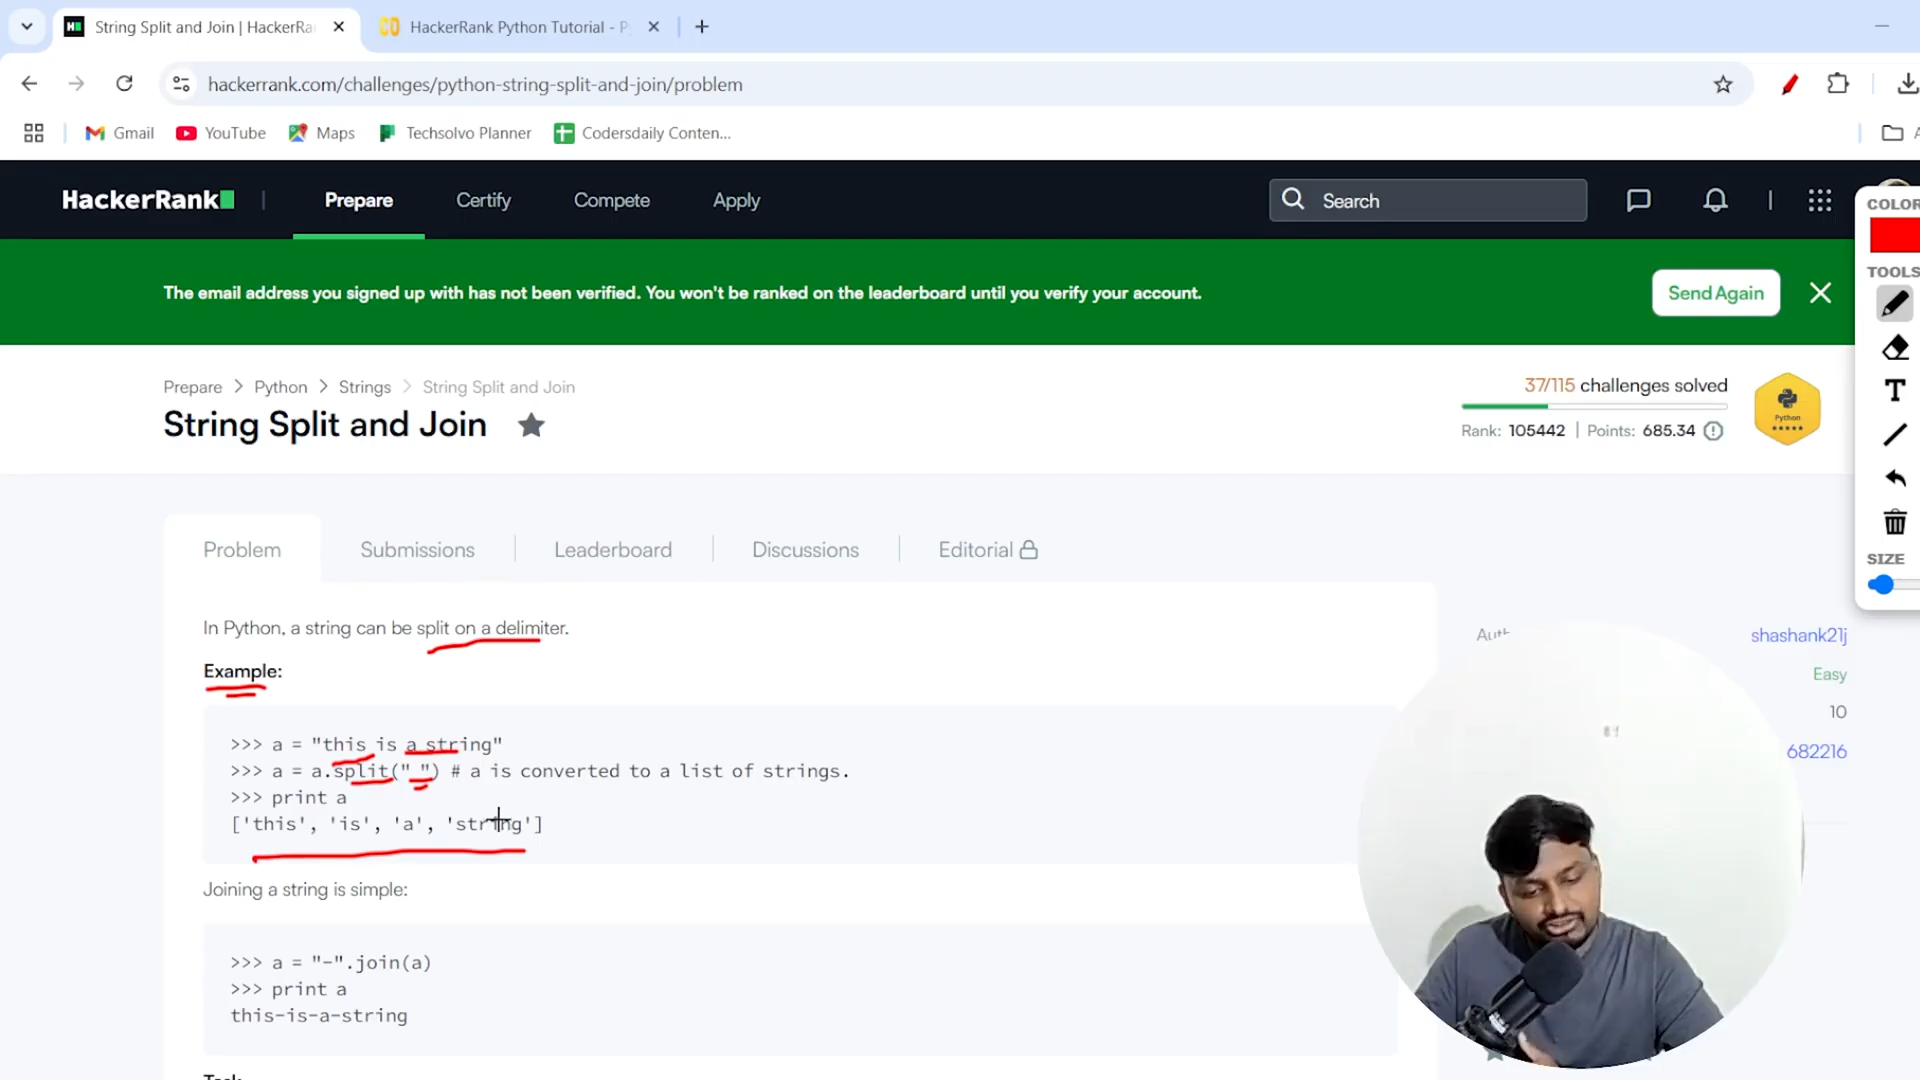 String Split and Join | HackerRa
HackerRank Python Tutorial - P
hackerrank.com/challenges/python-string-split-and-join/problem
Gmail
YouTube
Maps
Techsolvo Planner
Codersdaily Conten...
HackerRank
Prepare
Certify
Compete
Apply
Search
COLOR
TOOLS
T
SIZE
The email address you signed up with has not been verified. You won't be ranked on the leaderboard until you verify your account.
Send Again
Prepare > Python > Strings > String Split and Join
String Split and Join
37/115 challenges solved
Rank: 105442 | Points: 685.34
Python
Problem
Submissions
Leaderboard
Discussions
Editorial
In Python, a string can be split on a delimiter.
Example:
>>> a = "this is a string"
>>> a = a.split(" ") # a is converted to a list of strings.
>>> print a
['this', 'is', 'a', 'string']
Joining a string is simple:
>>> a = "-".join(a)
>>> print a
this-is-a-string
shashank21j
Easy
10
682216